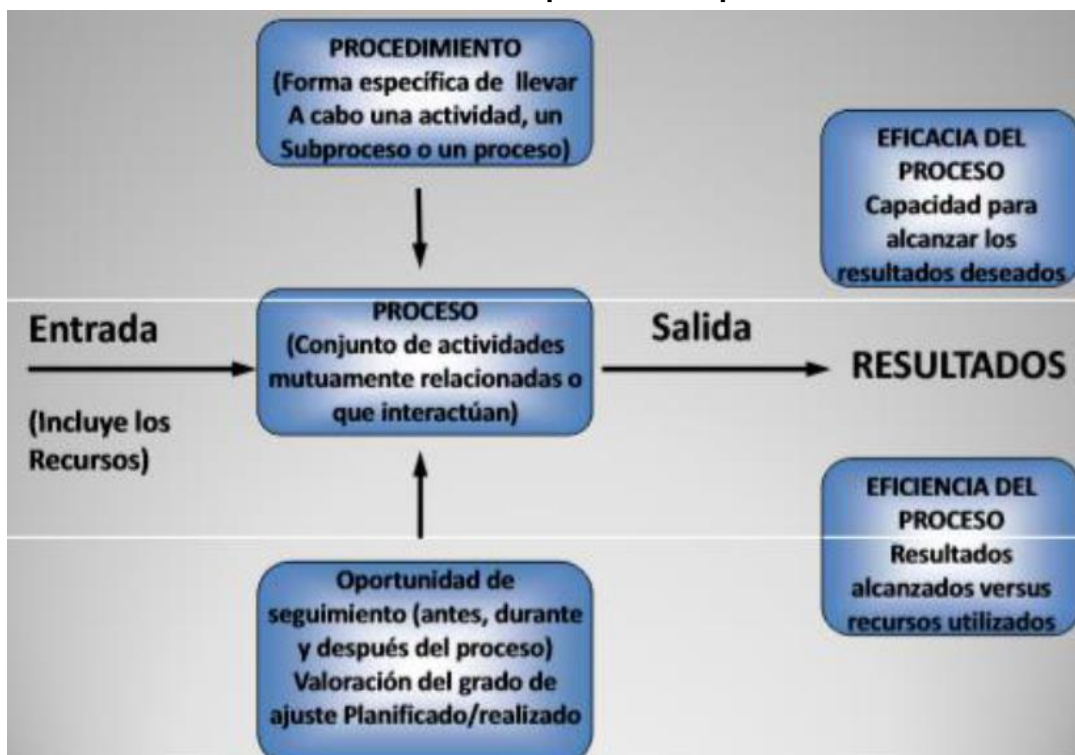 PROCEDIMIENTO
(Forma específica de llevar
A cabo una actividad, un
Subproceso o un proceso)
EFICACIA DEL
PROCESO
Capacidad para
alcanzar los
resultados deseados
Entrada
(Incluye los
Recursos)
PROCESO
(Conjunto de actividades
mutuamente relacionadas o
que interactúan)
Salida
RESULTADOS
EFICIENCIA DEL
PROCESO
Resultados
alcanzados versus
recursos utilizados
Oportunidad de
seguimiento (antes, durante
y después del proceso)
Valoración del grado de
ajuste Planificado/realizado